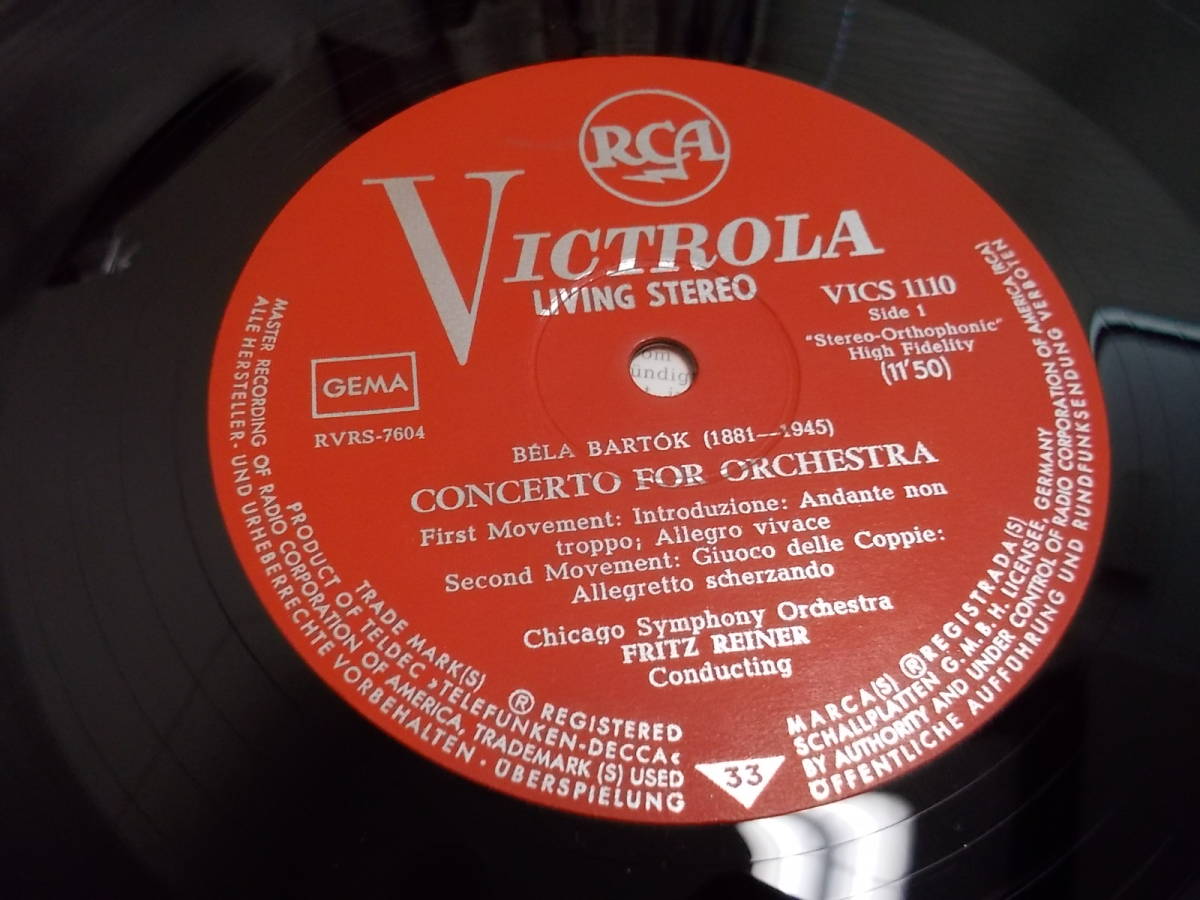 RCA
VICTROLA
LIVING STEREO
VICS 1110
Side 1
"Stereo-Orthophonic"
High Fidelity
(11'50)
GEMA
RVRS-7604
BÉLA BARTÓK (1881—1945)
CONCERTO FOR ORCHESTRA
First Movement: Introduzione: Andante non
troppo; Allegro vivace
Second Movement: Giuoco delle Coppie:
Allegretto scherzando
Chicago Symphony Orchestra
FRITZ REINER
Conducting
33
TRADE MARK(S) ® REGISTERED
MARCA(S) ® REGISTRADA(S)
PRODUCT OF TELDEC »TELEFUNKEN-DECCA«
SCHALLPLATTEN G.M.B.H. LICENSEE, GERMANY
MASTER RECORDING OF RADIO CORPORATION OF AMERICA, TRADEMARK (S) USED
BY AUTHORITY AND UNDER CONTROL OF RADIO CORPORATION OF AMERICA (RCA)
ALLE HERSTELLER- UND URHEBERRECHTE VORBEHALTEN · ÜBERSPIELUNG
ÖFFENTLICHE AUFFÜHRUNG UND RUNDFUNKSENDUNG VERBOTEN